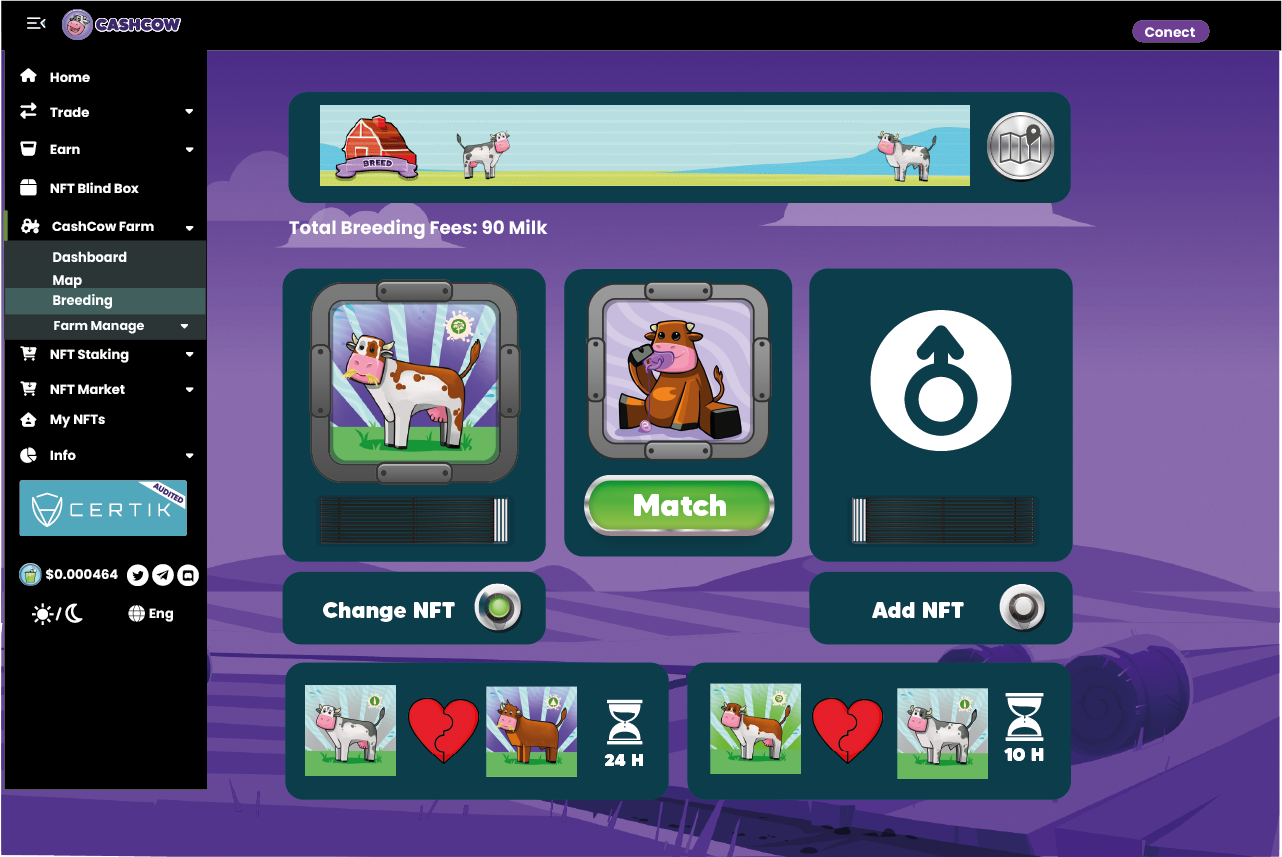 CASHCOW
Conect
Home
Trade
Earn
NFT Blind Box
CashCow Farm
Dashboard
Map
Breeding
Farm Manage
NFT Staking
NFT Market
My NFTs
Info
AUDITED
CERTIK
$0.000464
/
Eng
BREED
Total Breeding Fees: 90 Milk
Match
Change NFT
Add NFT
24 H
10 H